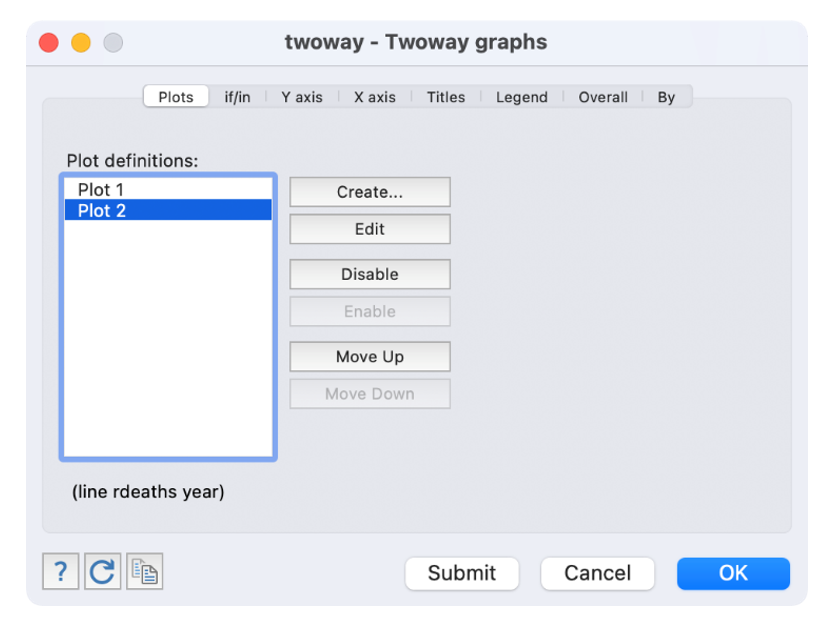 twoway - Twoway graphs
Plots if/in Y axis X axis Titles Legend Overall By
Plot definitions:
Plot 1
Plot 2
Create...
Edit
Disable
Enable
Move Up
Move Down
(line rdeaths year)
? Submit Cancel OK